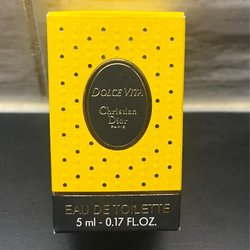 DOLCE VITA
Christian
Dior
PARIS
EAU DE TOILETTE
5 ml - 0.17 FL.OZ.